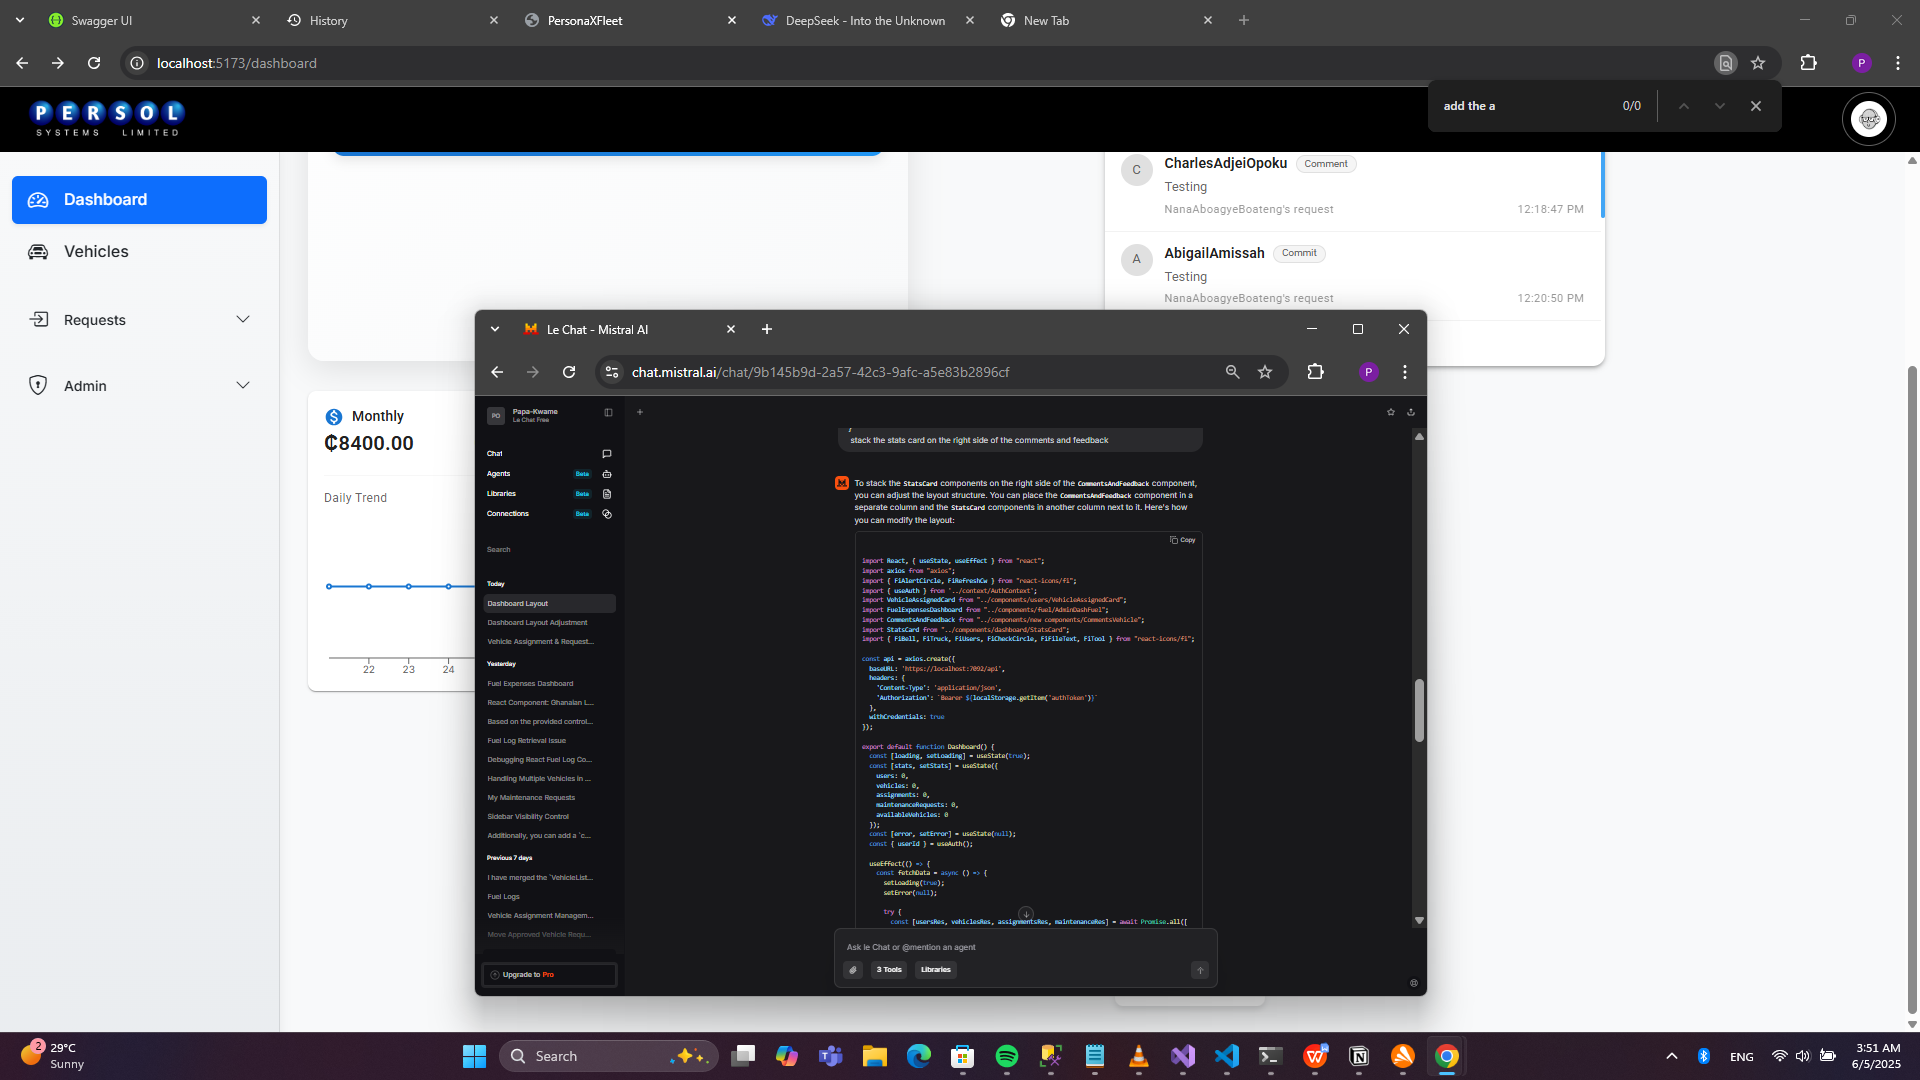 Swagger UI
History
PersonaXFleet
DeepSeek - Into the Unknown
New Tab
localhost:5173/dashboard
P
add the a
0/0
PERSOL
SYSTEMS LIMITED
Dashboard
Vehicles
Requests
Admin
C
CharlesAdjeiOpoku
Comment
Testing
NanaAboagyeBoateng's request
12:18:47 PM
A
AbigailAmissah
Commit
Testing
NanaAboagyeBoateng's request
12:20:50 PM
Monthly
₵8400.00
Daily Trend
22
23
24
Le Chat - Mistral AI
chat.mistral.ai/chat/9b145b9d-2a57-42c3-9afc-a5e83b2896cf
P
PO
Papa-Kwame
Le Chat Free
Chat
Agents
Beta
Libraries
Beta
Connections
Beta
Search
Today
Dashboard Layout
Dashboard Layout Adjustment
Vehicle Assignment & Request...
Yesterday
Fuel Expenses Dashboard
React Component: Ghanaian L...
Based on the provided control...
Fuel Log Retrieval Issue
Debugging React Fuel Log Co...
Handling Multiple Vehicles in ...
My Maintenance Requests
Sidebar Visibility Control
Additionally, you can add a `c...
Previous 7 days
I have merged the `VehicleList...
Fuel Logs
Vehicle Assignment Managem...
Move Approved Vehicle Requ...
Upgrade to Pro
stack the stats card on the right side of the comments and feedback
To stack the StatsCard components on the right side of the CommentsAndFeedback component,
you can adjust the layout structure. You can place the CommentsAndFeedback component in a
separate column and the StatsCard components in another column next to it. Here's how
you can modify the layout:
Copy
import React, { useState, useEffect } from "react";
import axios from "axios";
import { FiAlertCircle, FiRefreshCw } from "react-icons/fi";
import { useAuth } from '../context/AuthContext';
import VehicleAssignedCard from "../components/users/VehicleAssignedCard";
import FuelExpensesDashboard from "../components/fuel/AdminDashFuel";
import CommentsAndFeedback from "../components/new components/CommentsVehicle";
import StatsCard from "../components/dashboard/StatsCard";
import { FiBell, FiTruck, FiUsers, FiCheckCircle, FiFileText, FiTool } from "react-icons/fi";
const api = axios.create({
baseURL: 'https://localhost:7092/api',
headers: {
'Content-Type': 'application/json',
'Authorization': `Bearer ${localStorage.getItem('authToken')}`
},
withCredentials: true
});
export default function Dashboard() {
const [loading, setLoading] = useState(true);
const [stats, setStats] = useState({
users: 0,
vehicles: 0,
assignments: 0,
maintenanceRequests: 0,
availableVehicles: 0
});
const [error, setError] = useState(null);
const { userId } = useAuth();
useEffect(() => {
const fetchData = async () => {
setLoading(true);
setError(null);
try {
const [usersRes, vehiclesRes, assignmentsRes, maintenanceRes] = await Promise.all([
Ask le Chat or @mention an agent
3 Tools
Libraries
2
29°C
Sunny
Search
ENG
3:51 AM
6/5/2025